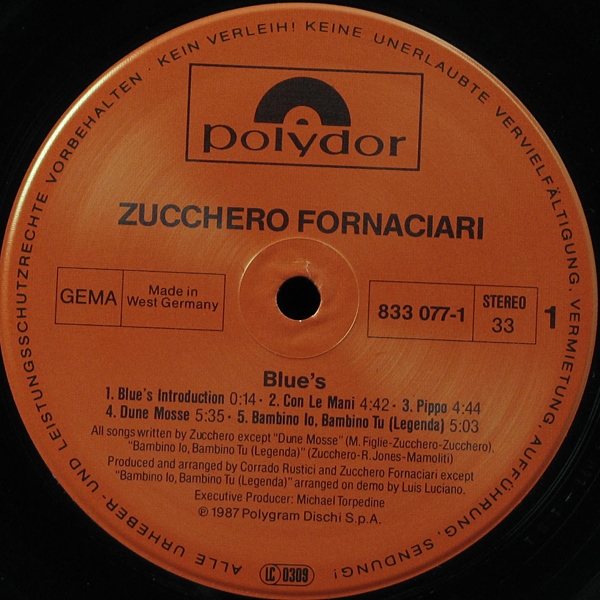 ALLE URHEBER- UND LEISTUNGSSCHUTZRECHTE VORBEHALTEN · KEIN VERLEIH! KEINE UNERLAUBTE VERVIELFÄLTIGUNG, VERMIETUNG, AUFFÜHRUNG, SENDUNG!
polydor
ZUCCHERO FORNACIARI
GEMA
Made in
West Germany
833 077-1
STEREO
33
1
Blue's
1. Blue's Introduction 0:14 · 2. Con Le Mani 4:42 · 3. Pippo 4:44
4. Dune Mosse 5:35 · 5. Bambino Io, Bambino Tu (Legenda) 5:03
All songs written by Zucchero except "Dune Mosse" (M. Figlie-Zucchero-Zucchero),
"Bambino Io, Bambino Tu (Legenda)" (Zucchero-R. Jones-Mamoliti)
Produced and arranged by Corrado Rustici and Zucchero Fornaciari except
"Bambino Io, Bambino Tu (Legenda)" arranged on demo by Luis Luciano.
Executive Producer: Michael Torpedine
℗ 1987 Polygram Dischi S.p.A.
LC 0309